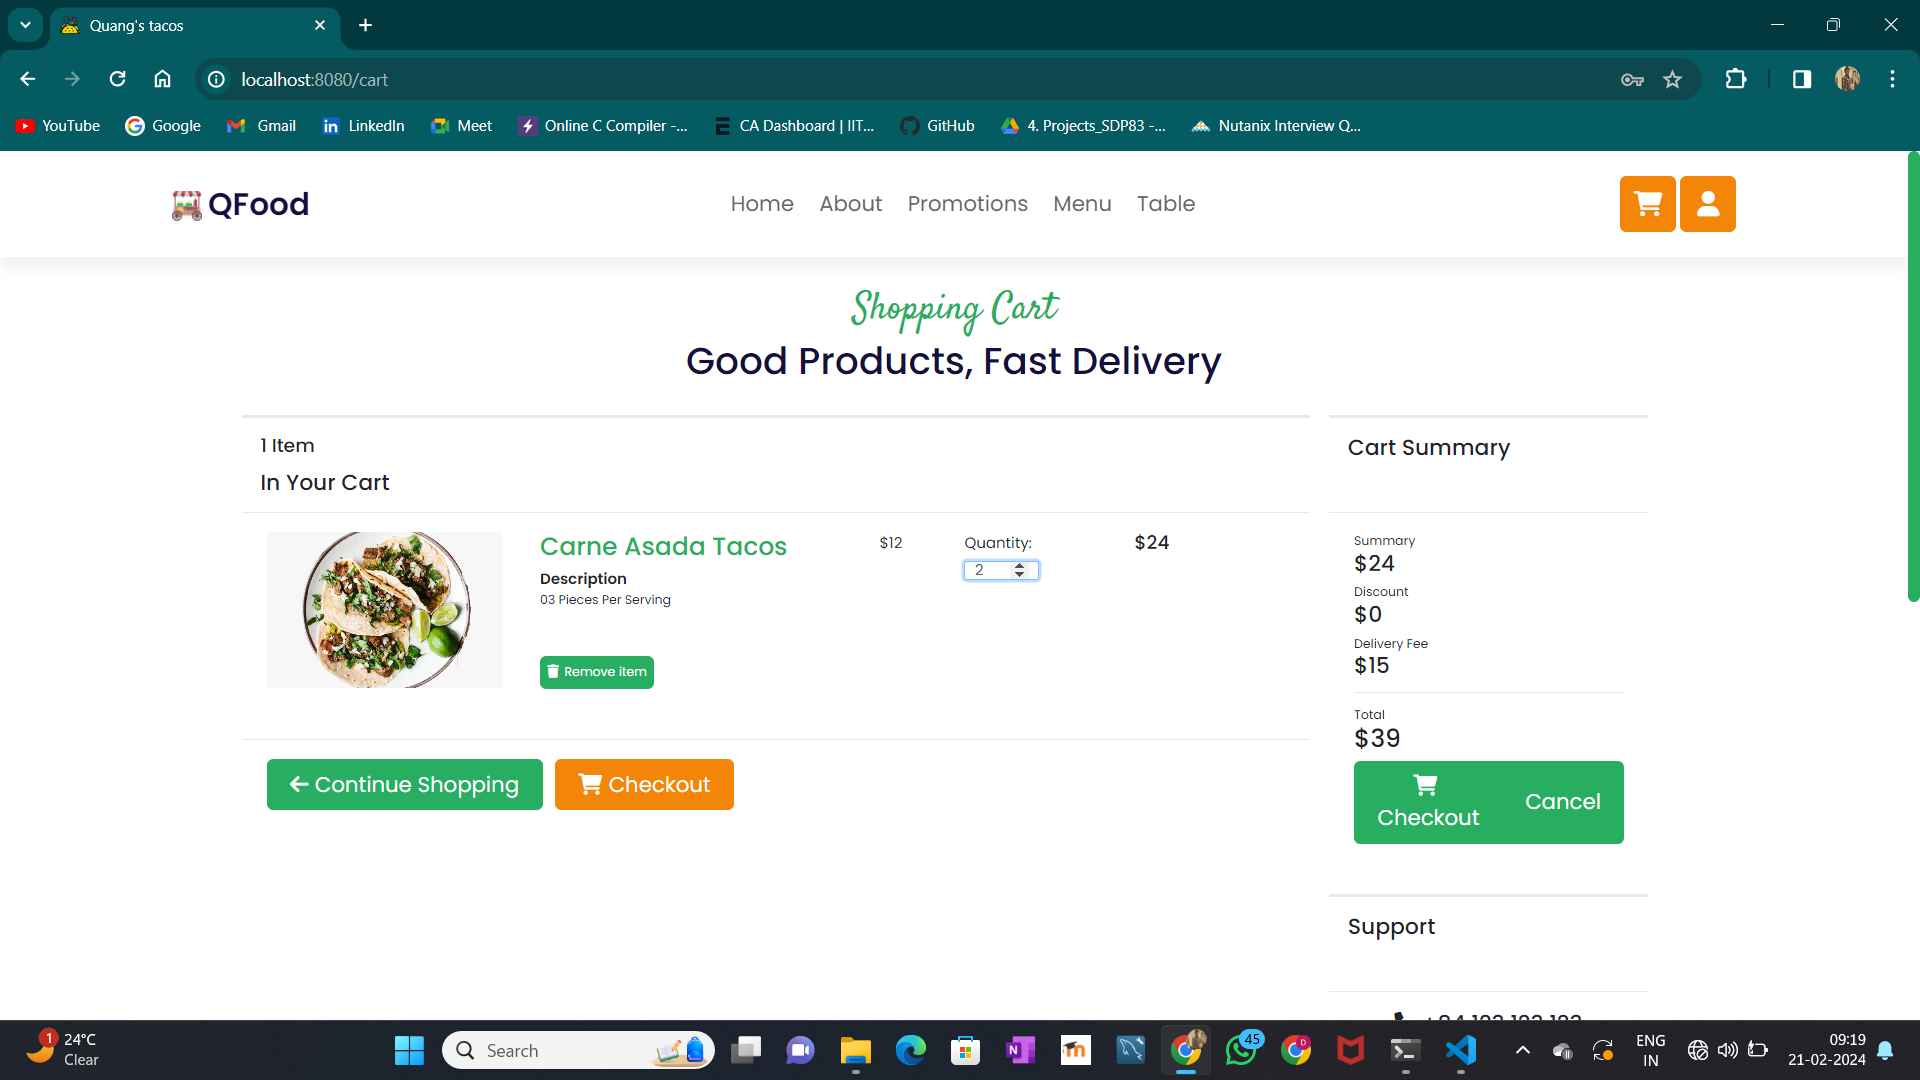 Quang's tacos
localhost:8080/cart
YouTube
Google
Gmail
LinkedIn
Meet
Online C Compiler -...
CA Dashboard | IIT...
GitHub
4. Projects_SDP83 -...
Nutanix Interview Q...
QFood
Home
About
Promotions
Menu
Table
Shopping Cart
Good Products, Fast Delivery
1 Item
In Your Cart
Carne Asada Tacos
Description
03 Pieces Per Serving
Remove item
$12
Quantity:
2
$24
Continue Shopping
Checkout
Cart Summary
Summary
$24
Discount
$0
Delivery Fee
$15
Total
$39
Checkout
Cancel
Support
1
24°C
Clear
Search
45
ENG
IN
09:19
21-02-2024